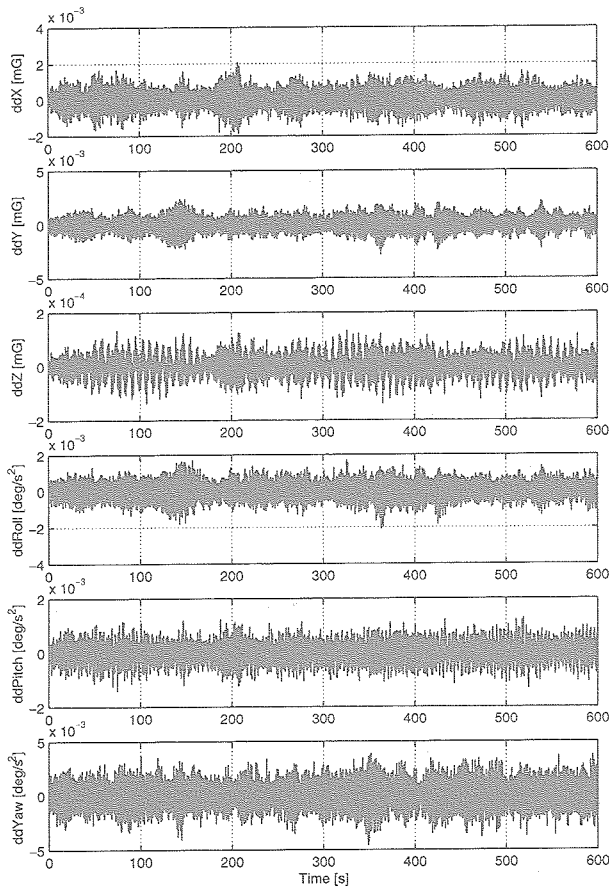 x 10⁻³
4
2
0
−2
ddX [mG]
0 100 200 300 400 500 600
x 10⁻³
5
0
−5
ddY [mG]
0 100 200 300 400 500 600
x 10⁻⁴
2
0
−2
ddZ [mG]
0 100 200 300 400 500 600
x 10⁻³
2
0
−2
−4
ddRoll [deg/s²]
0 100 200 300 400 500 600
x 10⁻³
2
0
−2
ddPitch [deg/s²]
0 100 200 300 400 500 600
x 10⁻³
5
0
−5
ddYaw [deg/s²]
0 100 200 300 400 500 600
Time [s]